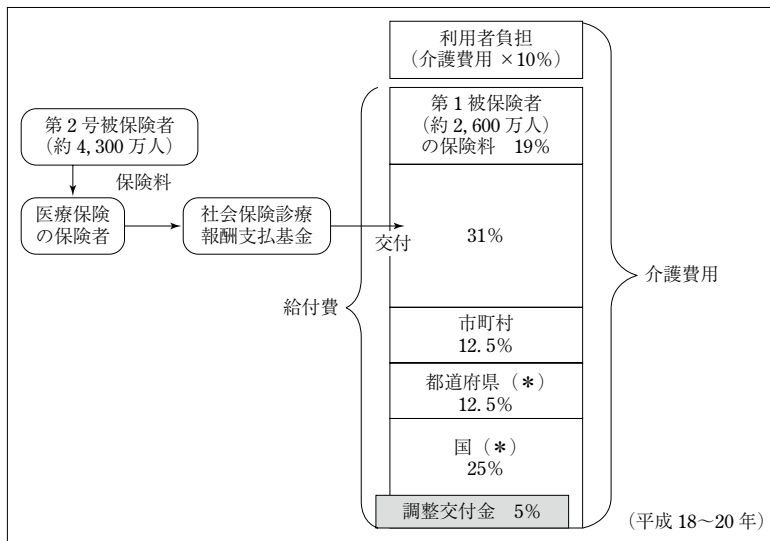 利用者負担
（介護費用 ×10％）
第1被保険者
（約2,600万人）
の保険料 19％
第2号被保険者
（約4,300万人）
保険料
医療保険
の保険者
社会保険診療
報酬支払基金
交付
31％
給付費
介護費用
市町村
12.5％
都道府県（＊）
12.5％
国（＊）
25％
調整交付金 5％
（平成18～20年）